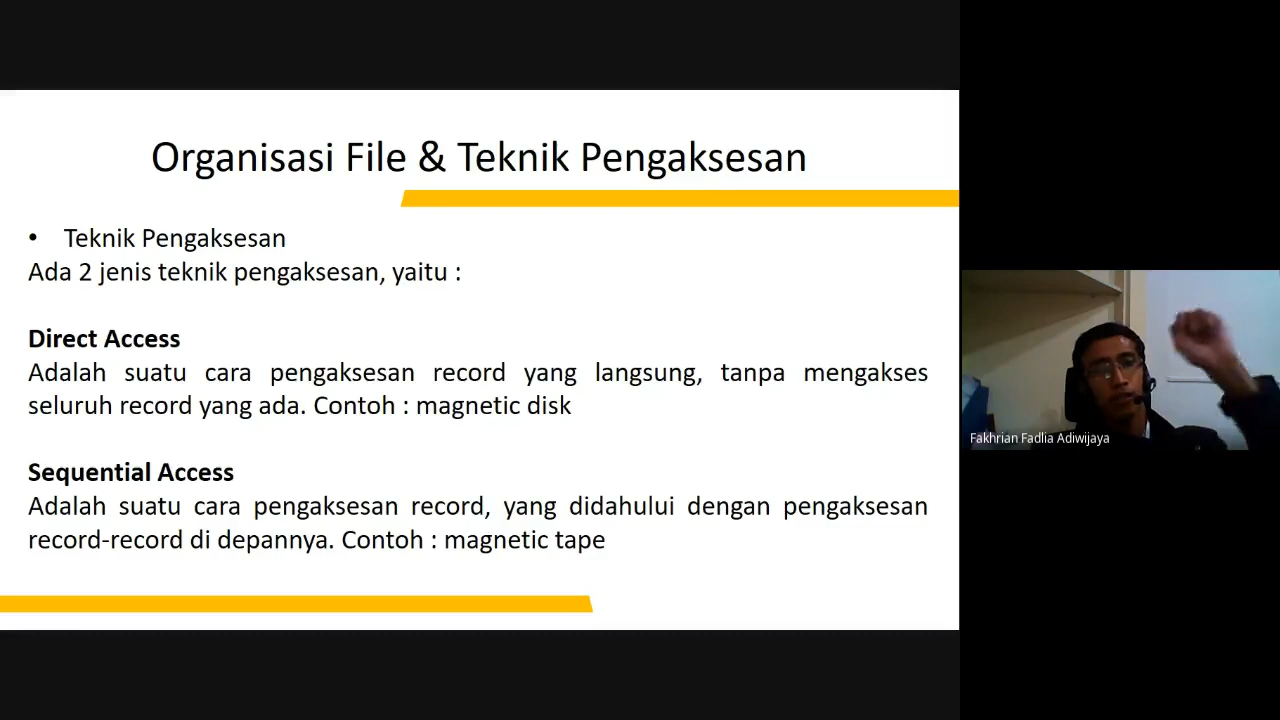 Organisasi File & Teknik Pengaksesan
• Teknik Pengaksesan
Ada 2 jenis teknik pengaksesan, yaitu :
Direct Access
Adalah suatu cara pengaksesan record yang langsung, tanpa mengakses
seluruh record yang ada. Contoh : magnetic disk
Sequential Access
Adalah suatu cara pengaksesan record, yang didahului dengan pengaksesan
record-record di depannya. Contoh : magnetic tape
Fakhrian Fadlia Adiwijaya